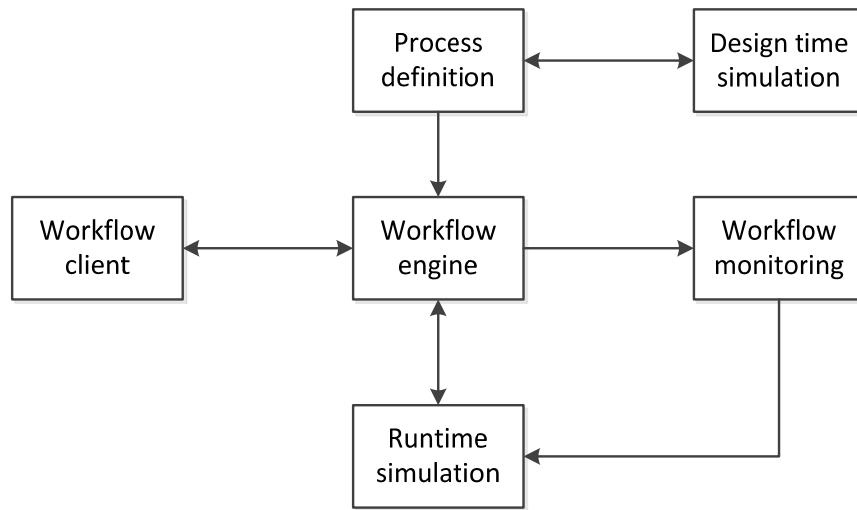 Process
definition
Design time
simulation
Workflow
client
Workflow
engine
Workflow
monitoring
Runtime
simulation